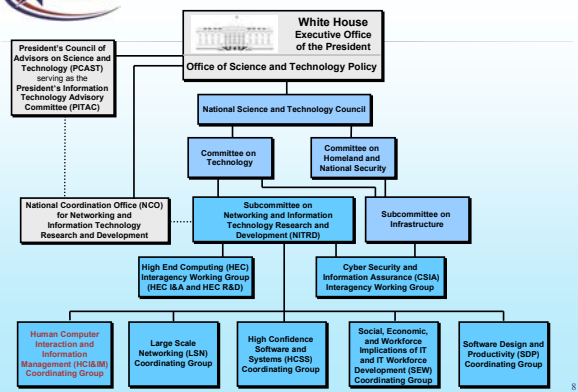 White House
Executive Office
of the President
Office of Science and Technology Policy
President's Council of
Advisors on Science and
Technology (PCAST)
serving as the
President's Information
Technology Advisory
Committee (PITAC)
National Science and Technology Council
Committee on
Technology
Committee on
Homeland and
National Security
National Coordination Office (NCO)
for Networking and
Information Technology
Research and Development
Subcommittee on
Networking and Information
Technology Research and
Development (NITRD)
Subcommittee on
Infrastructure
High End Computing (HEC)
Interagency Working Group
(HEC I&A and HEC R&D)
Cyber Security and
Information Assurance (CSIA)
Interagency Working Group
Human Computer
Interaction and
Information
Management (HCI&IM)
Coordinating Group
Large Scale
Networking (LSN)
Coordinating Group
High Confidence
Software and
Systems (HCSS)
Coordinating Group
Social, Economic,
and Workforce
Implications of IT
and IT Workforce
Development (SEW)
Coordinating Group
Software Design and
Productivity (SDP)
Coordinating Group
8